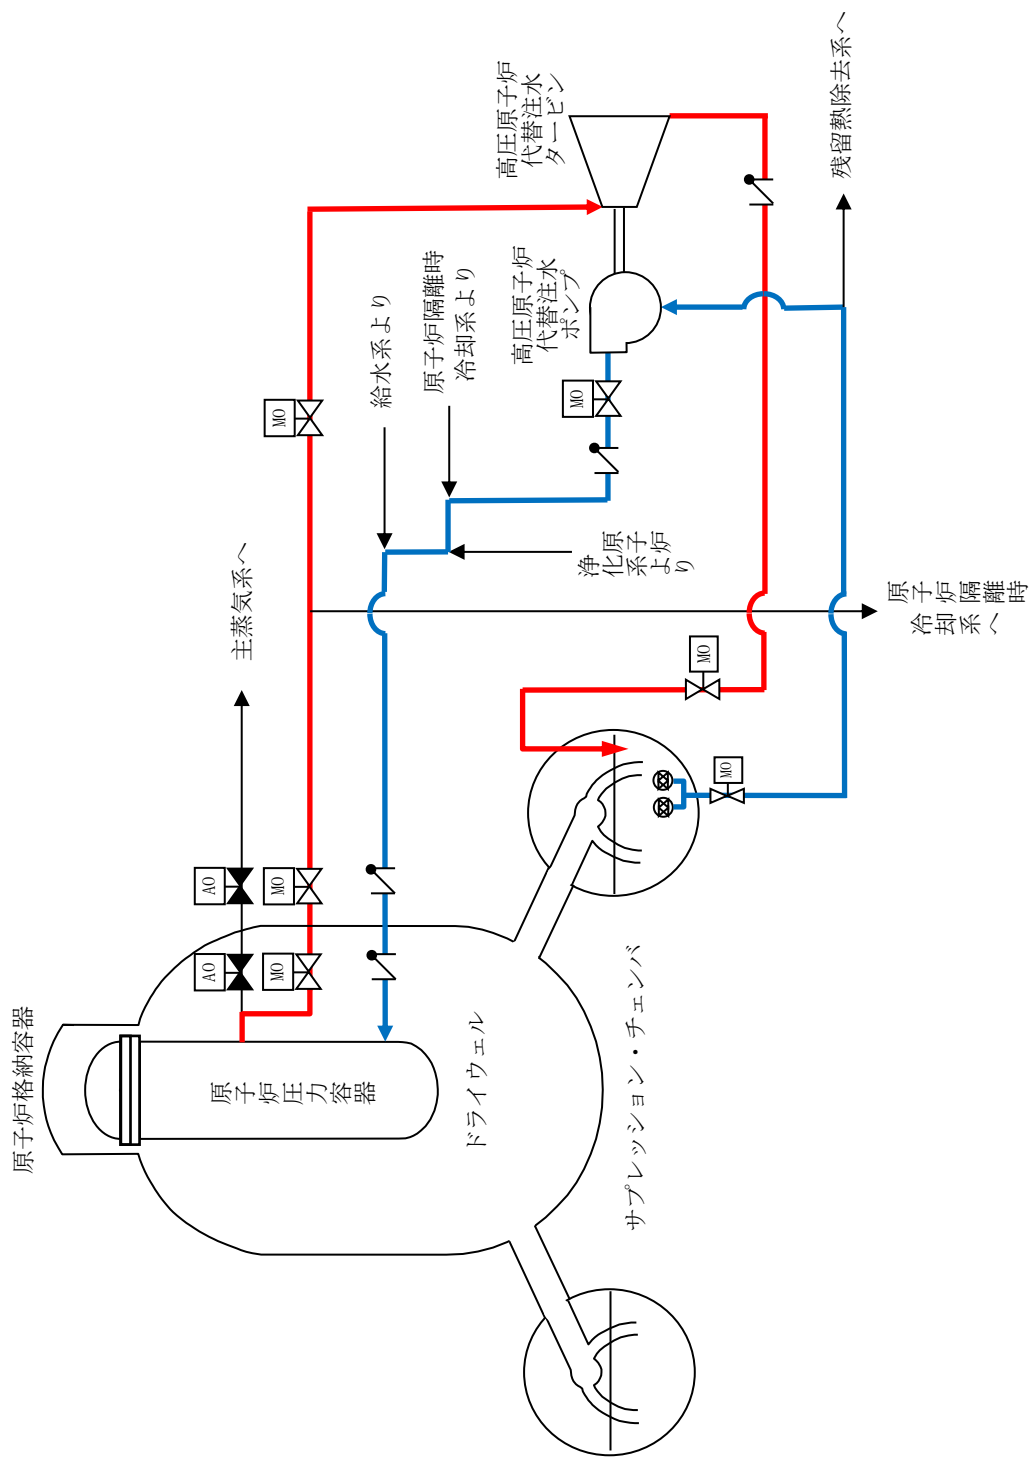 原子炉格納容器
原子炉圧力容器
ドライウェル
サプレッション・チェンバ
主蒸気系へ
給水系より
原子炉隔離時
冷却系より
高圧原子炉
代替注水
タービン
高圧原子炉
代替注水
ポンプ
残留熱除去系へ
原子炉
浄化系
より
原子炉隔離時
冷却系へ
AO
AO
MO
MO
MO
MO
MO
MO